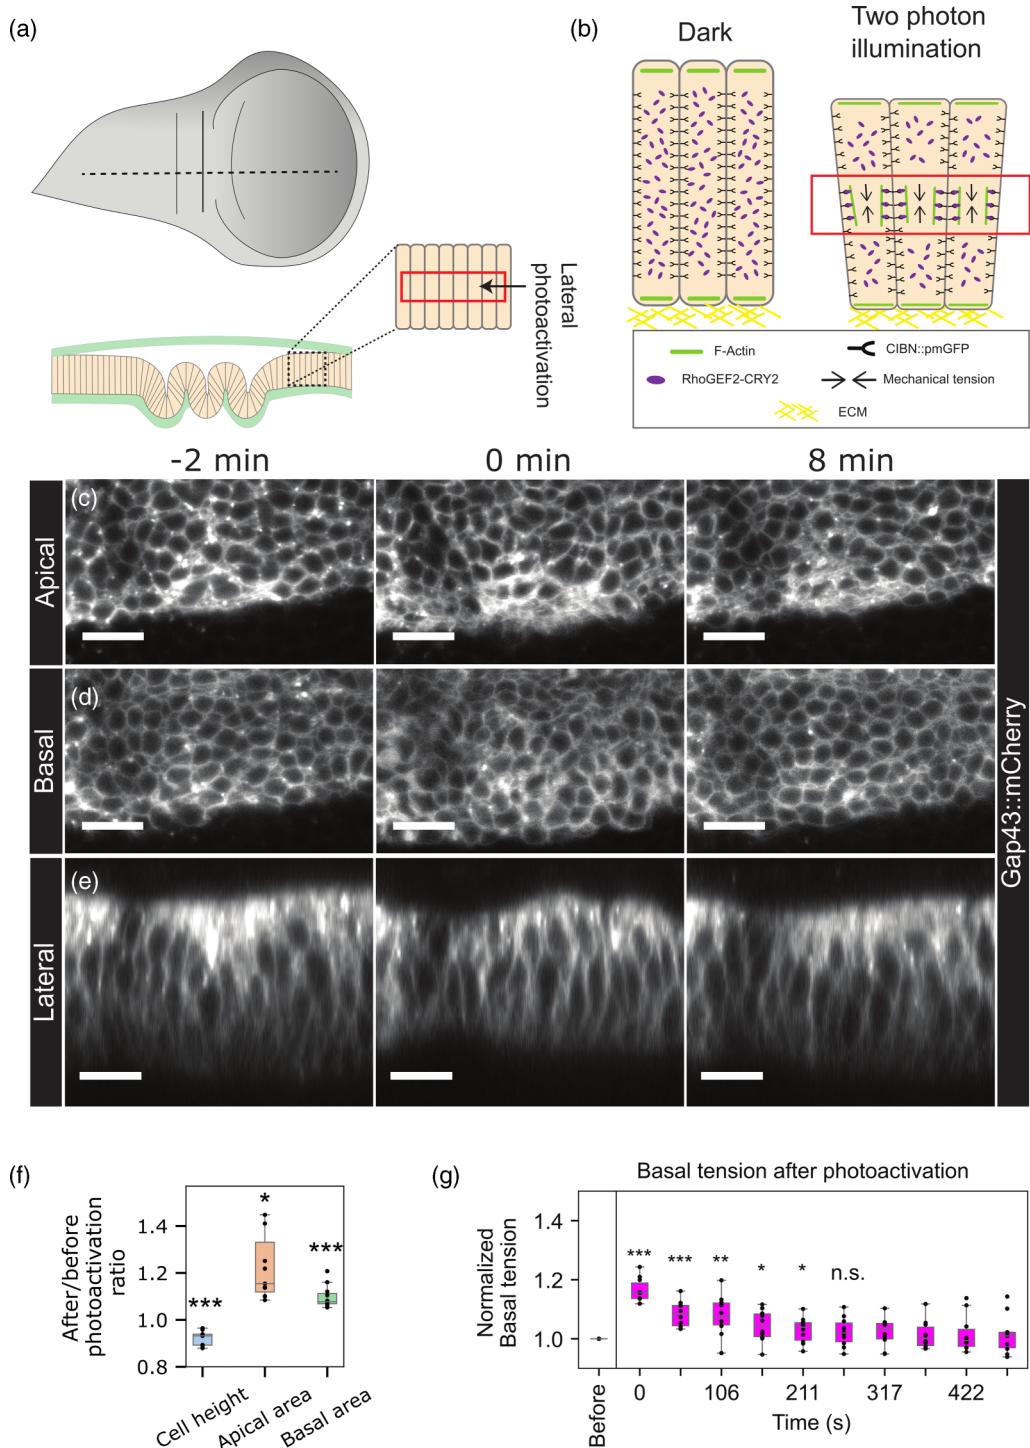 (a)
Lateral
photoactivation
(b)
Dark
Two photon
illumination
F-Actin
CIBN::pmGFP
RhoGEF2-CRY2
Mechanical tension
ECM
-2 min
0 min
8 min
Apical
(c)
Basal
(d)
Lateral
(e)
Gap43::mCherry
(f)
After/before
photoactivation
ratio
1.4
1.2
1.0
0.8
***
*
***
Cell height
Apical area
Basal area
(g)
Basal tension after photoactivation
Normalized
Basal tension
1.4
1.2
1.0
***
***
**
*
*
n.s.
Before
0
106
211
317
422
Time (s)